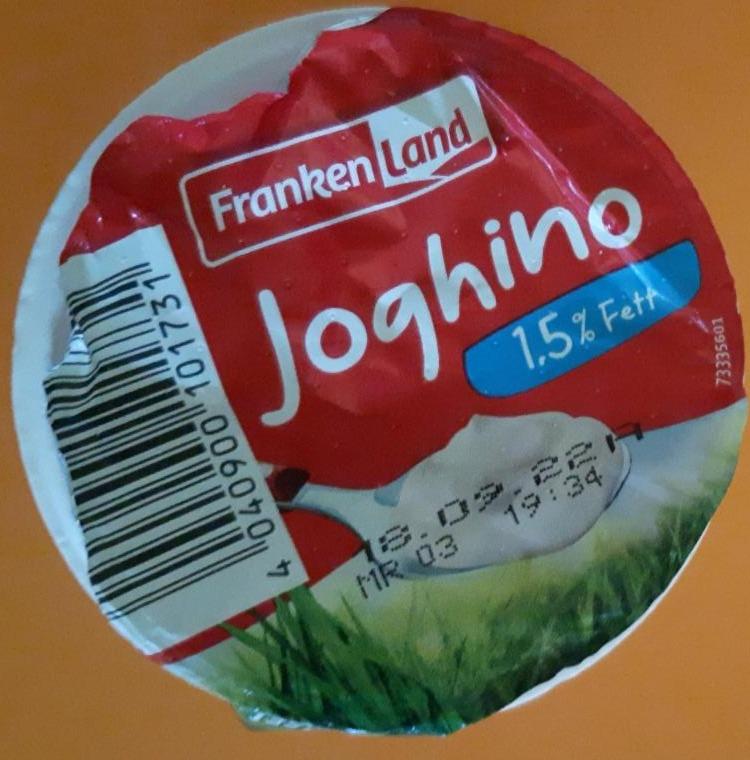 FrankenLand
Joghino
1.5% Fett
18.09.22 A
MR 03 19:34
4 040900 101731
73335601